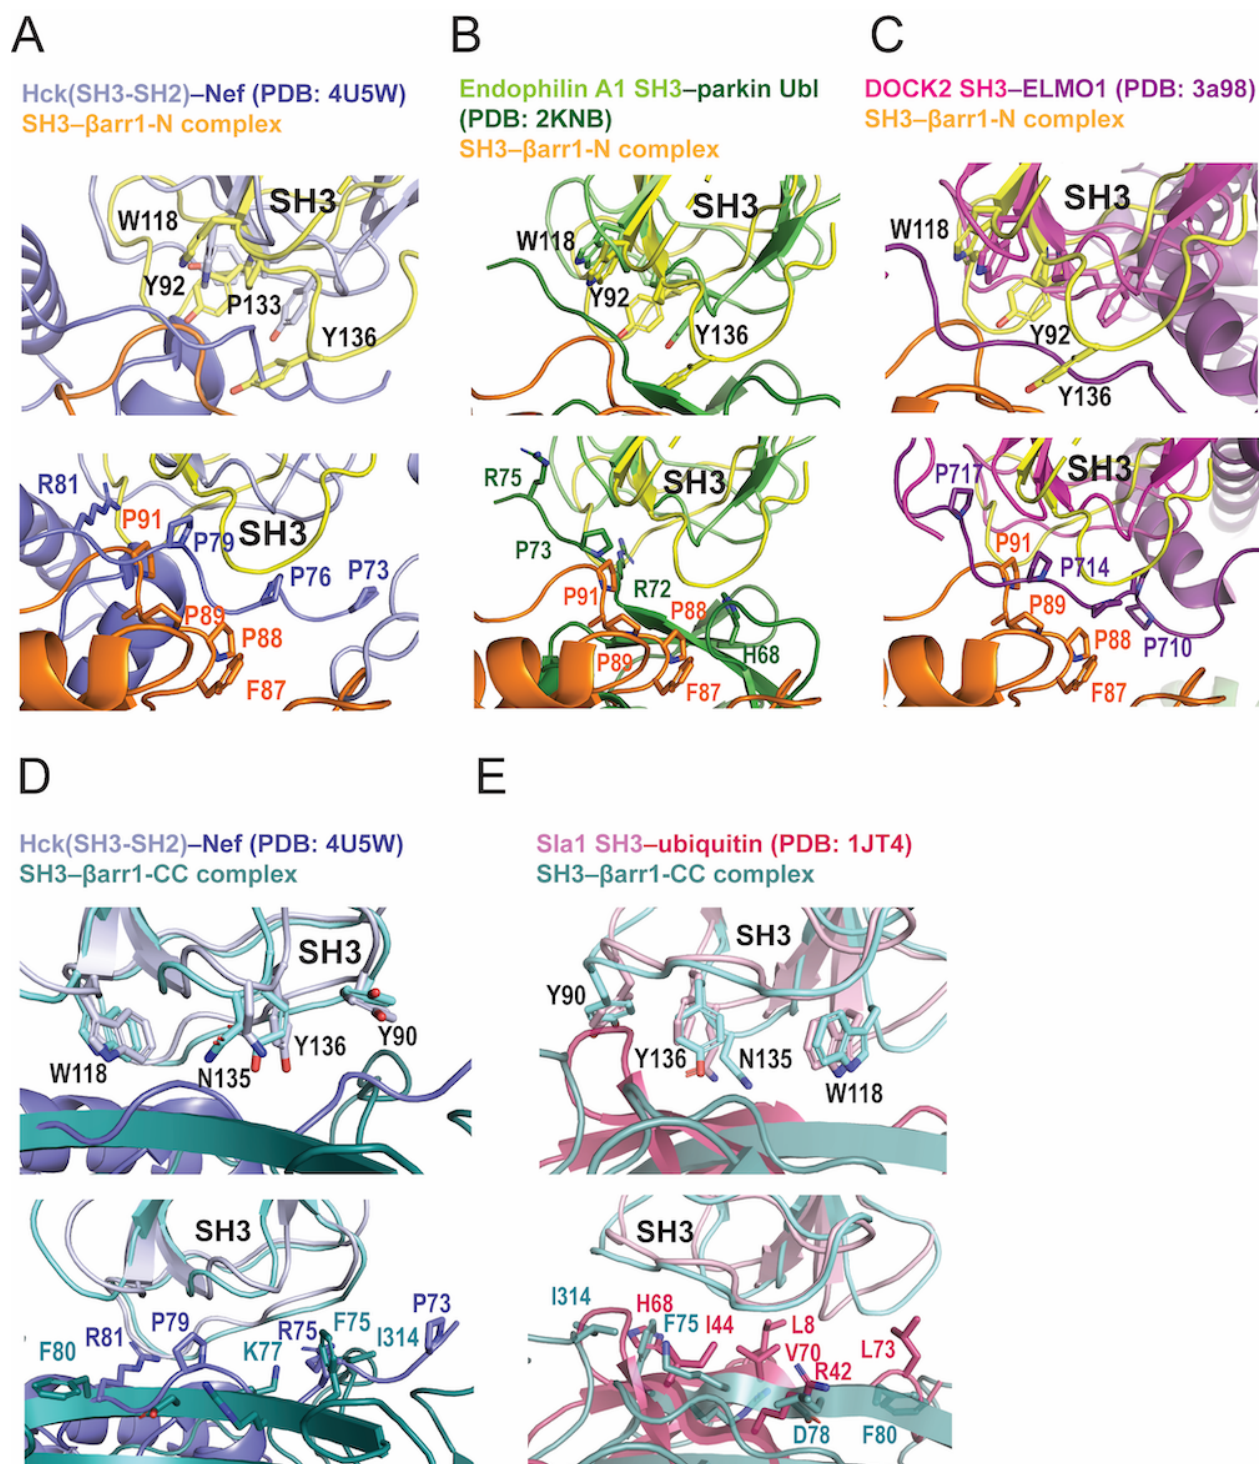 A
Hck(SH3-SH2)–Nef (PDB: 4U5W)
SH3–βarr1-N complex
SH3
W118
Y92
P133
Y136
R81
P91
P79
SH3
P76
P73
P89
P88
F87
B
Endophilin A1 SH3–parkin Ubl
(PDB: 2KNB)
SH3–βarr1-N complex
SH3
W118
Y92
Y136
R75
SH3
P73
R72
P91
P88
P89
H68
F87
C
DOCK2 SH3–ELMO1 (PDB: 3a98)
SH3–βarr1-N complex
SH3
W118
Y92
Y136
P717
SH3
P91
P714
P89
P88
P710
F87
D
Hck(SH3-SH2)–Nef (PDB: 4U5W)
SH3–βarr1-CC complex
SH3
Y90
Y136
W118
N135
SH3
P73
P79
F75
R81
R75
I314
F80
K77
E
Sla1 SH3–ubiquitin (PDB: 1JT4)
SH3–βarr1-CC complex
SH3
Y90
Y136
N135
W118
SH3
I314
H68
F75
I44
L8
V70
L73
R42
D78
F80